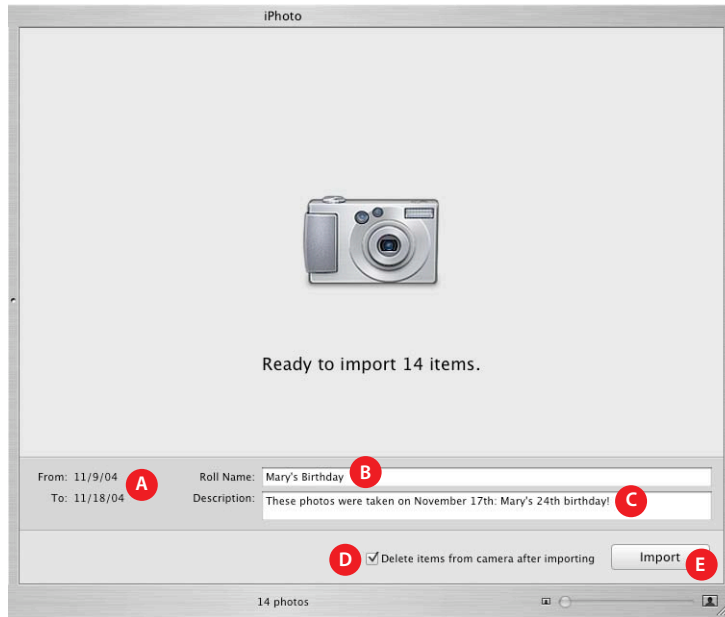 iPhoto
Ready to import 14 items.
From: 11/9/04 A Roll Name: Mary's Birthday B
To: 11/18/04 Description: These photos were taken on November 17th: Mary's 24th birthday! C
D Delete items from camera after importing Import E
14 photos